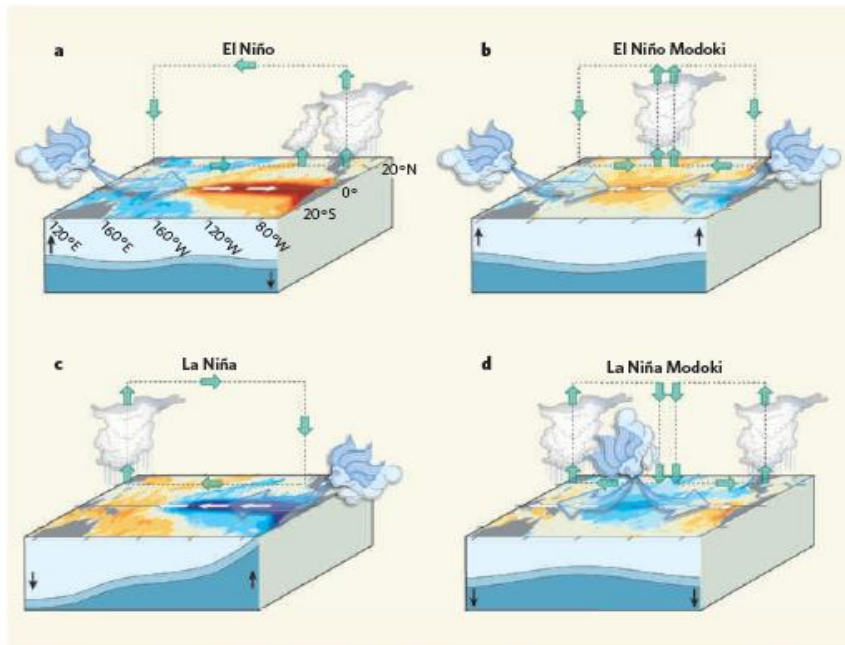 a
El Niño
b
El Niño Modoki
20°N
0°
20°S
120°E
160°E
160°W
120°W
80°W
c
La Niña
d
La Niña Modoki